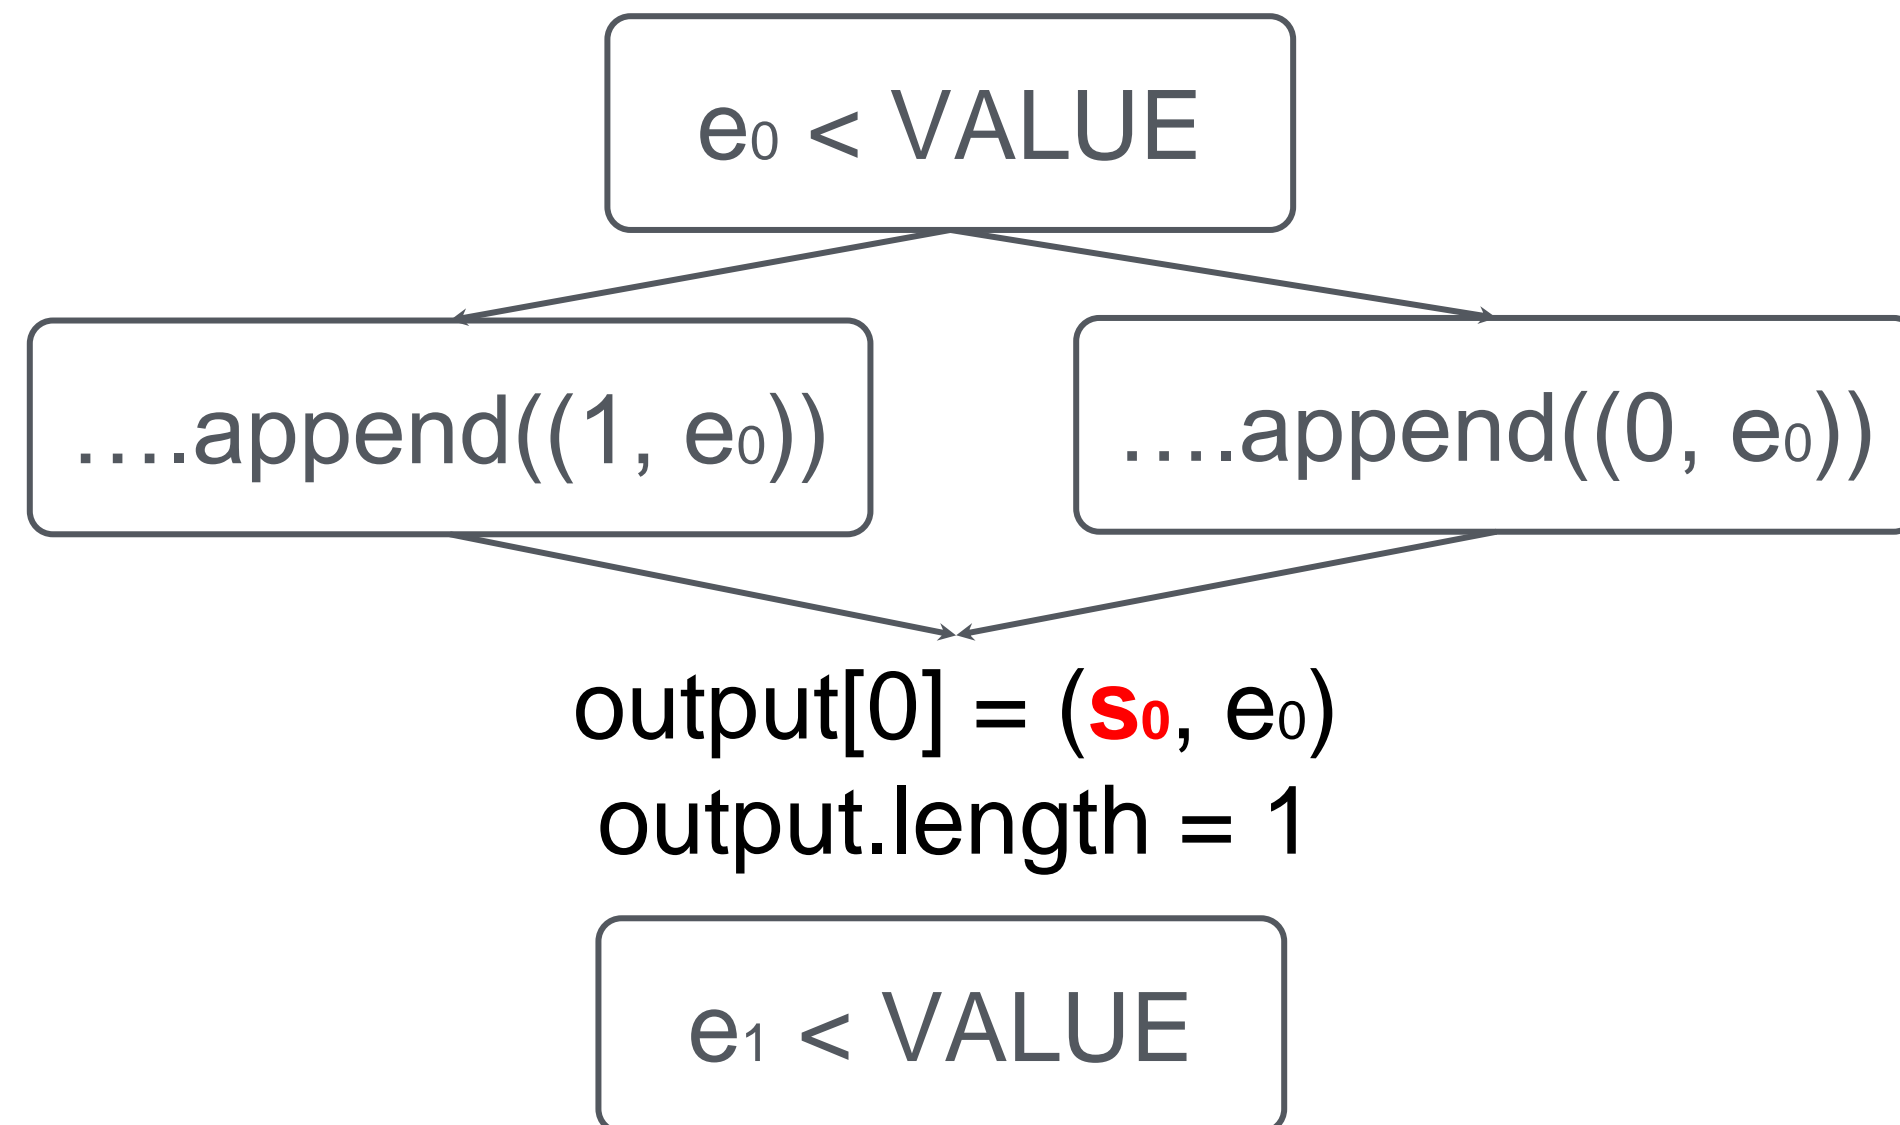 e₀ < VALUE
….append((1, e₀))
….append((0, e₀))
output[0] = (s₀, e₀)
output.length = 1
e₁ < VALUE